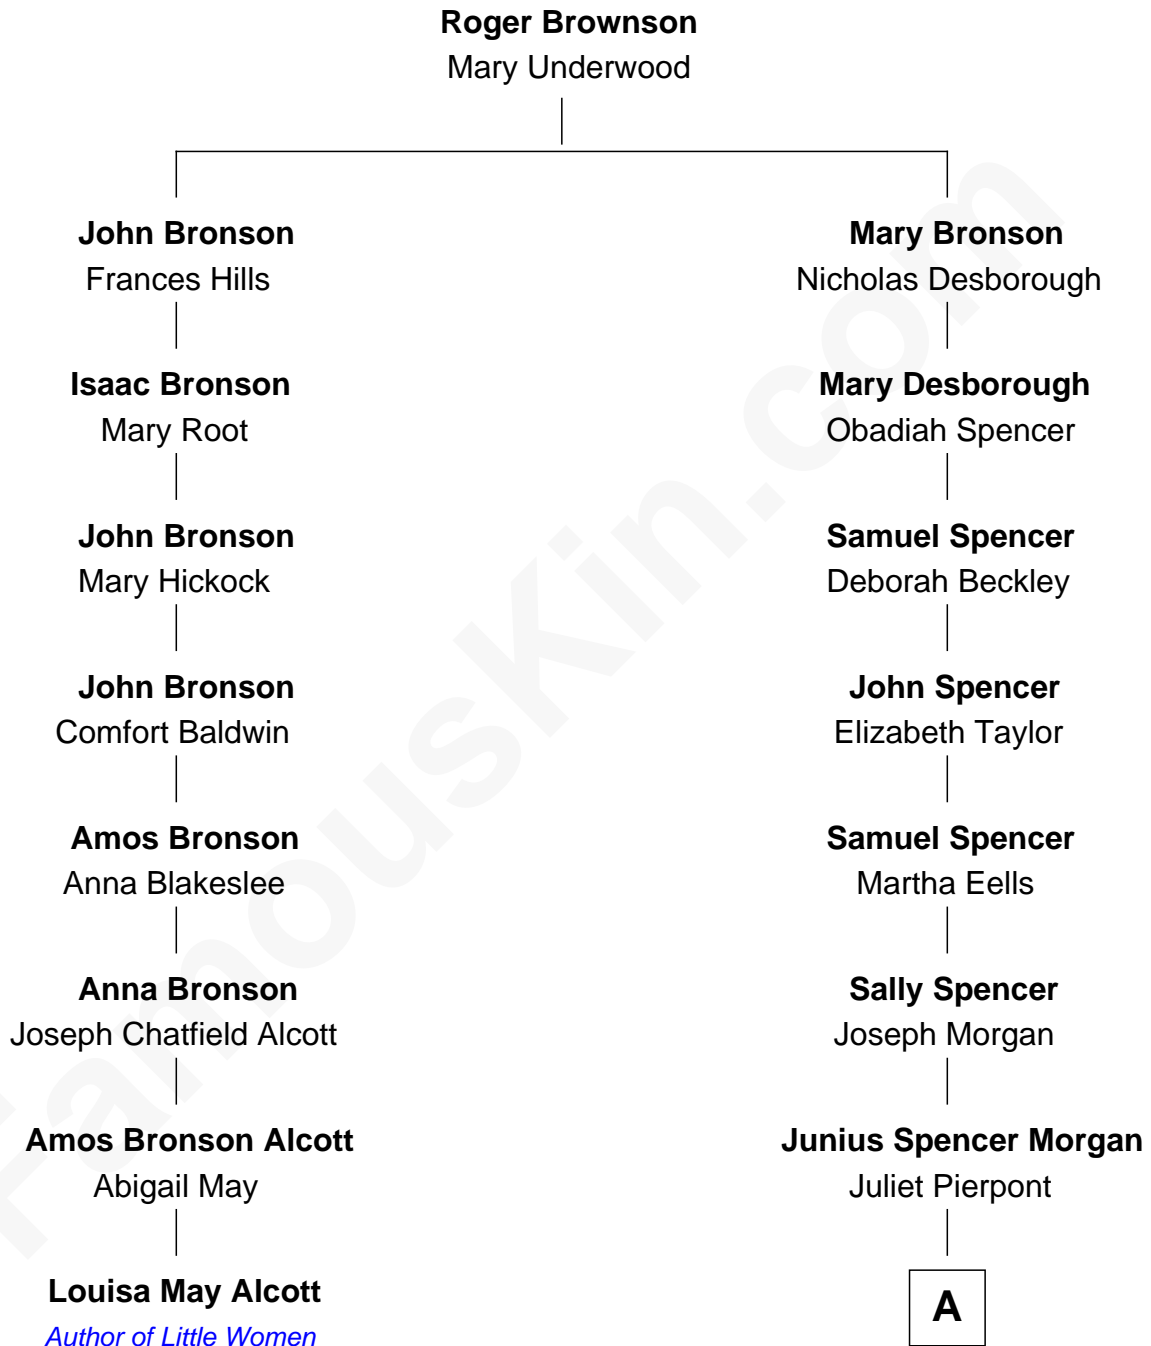 Roger Brownson
Mary Underwood
John Bronson
Frances Hills
Isaac Bronson
Mary Root
John Bronson
Mary Hickock
John Bronson
Comfort Baldwin
Amos Bronson
Anna Blakeslee
Anna Bronson
Joseph Chatfield Alcott
Amos Bronson Alcott
Abigail May
Louisa May Alcott
Author of Little Women
Mary Bronson
Nicholas Desborough
Mary Desborough
Obadiah Spencer
Samuel Spencer
Deborah Beckley
John Spencer
Elizabeth Taylor
Samuel Spencer
Martha Eells
Sally Spencer
Joseph Morgan
Junius Spencer Morgan
Juliet Pierpont
A
FamousKin.com